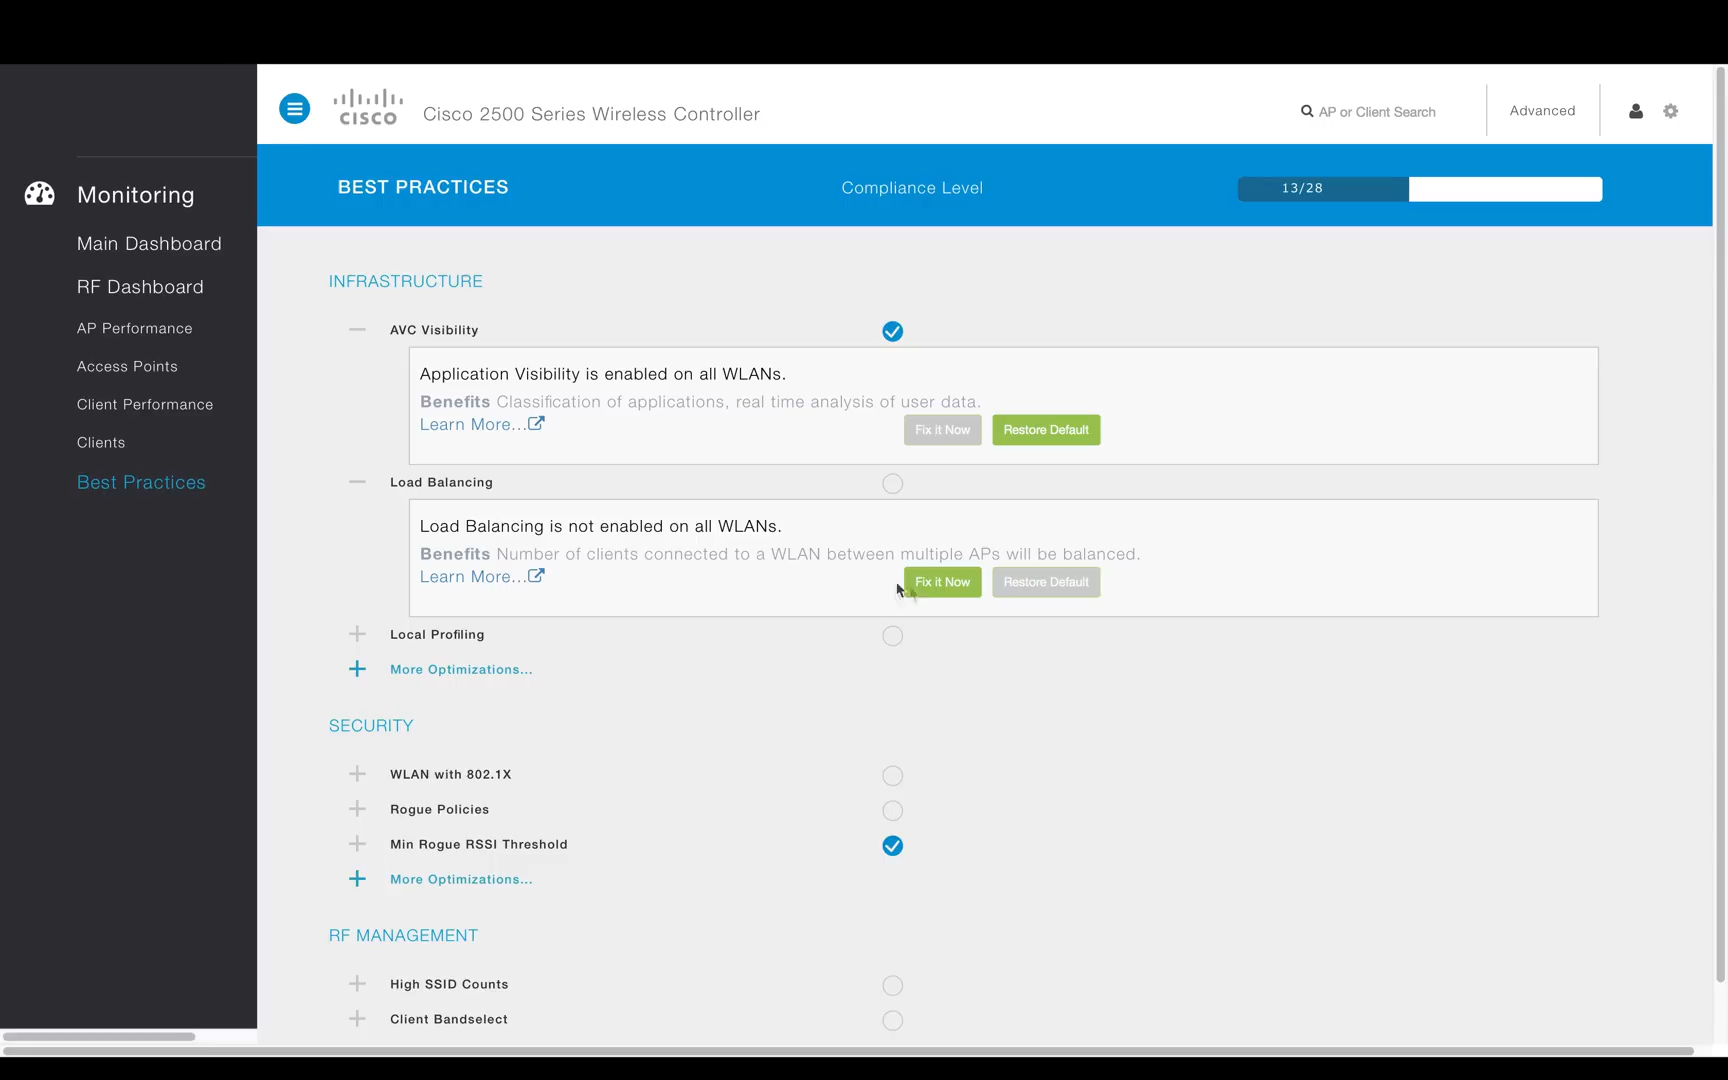 CISCO
Cisco 2500 Series Wireless Controller
AP or Client Search
Advanced
Monitoring
Main Dashboard
RF Dashboard
AP Performance
Access Points
Client Performance
Clients
Best Practices
BEST PRACTICES
Compliance Level
13/28
INFRASTRUCTURE
AVC Visibility
Application Visibility is enabled on all WLANs.
Benefits Classification of applications, real time analysis of user data.
Learn More...
Fix it Now
Restore Default
Load Balancing
Load Balancing is not enabled on all WLANs.
Benefits Number of clients connected to a WLAN between multiple APs will be balanced.
Learn More...
Fix it Now
Restore Default
Local Profiling
More Optimizations...
SECURITY
WLAN with 802.1X
Rogue Policies
Min Rogue RSSI Threshold
More Optimizations...
RF MANAGEMENT
High SSID Counts
Client Bandselect